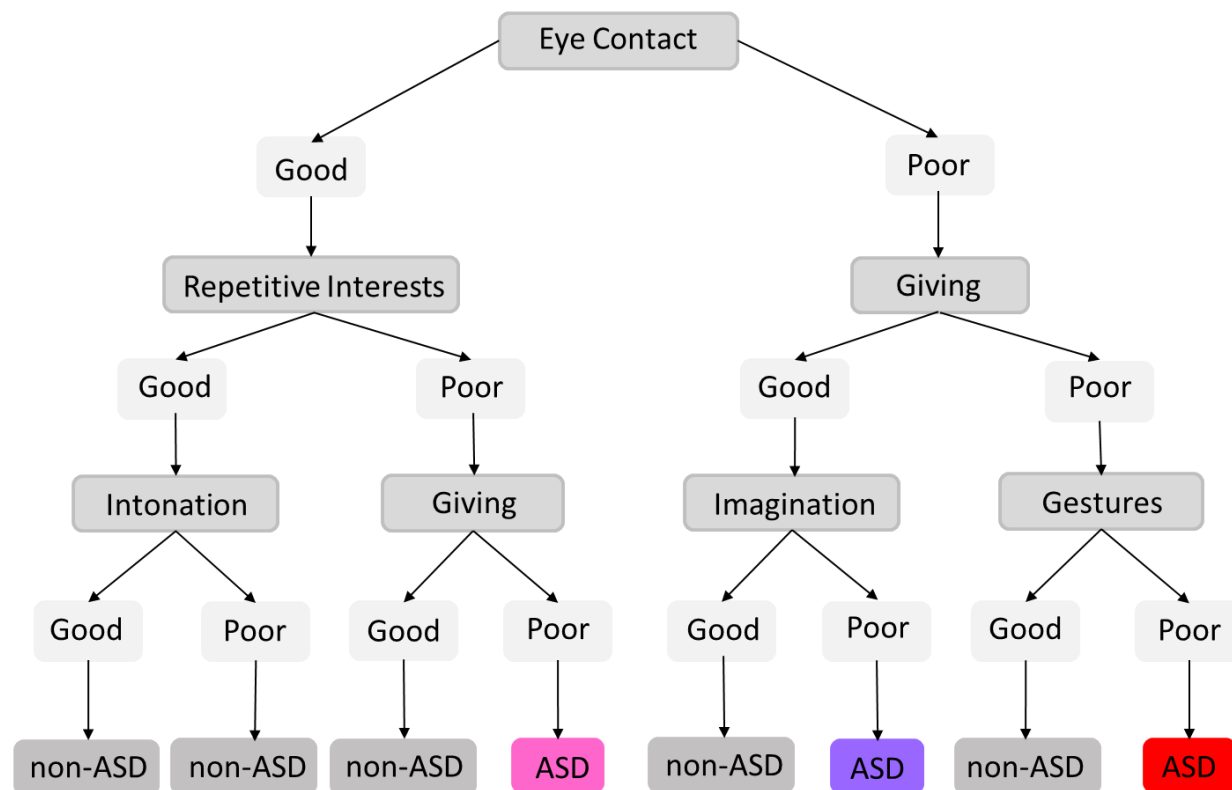 Eye Contact
Good
Poor
Repetitive Interests
Giving
Good
Poor
Good
Poor
Intonation
Giving
Imagination
Gestures
Good
Poor
Good
Poor
Good
Poor
Good
Poor
non-ASD
non-ASD
non-ASD
ASD
non-ASD
ASD
non-ASD
ASD